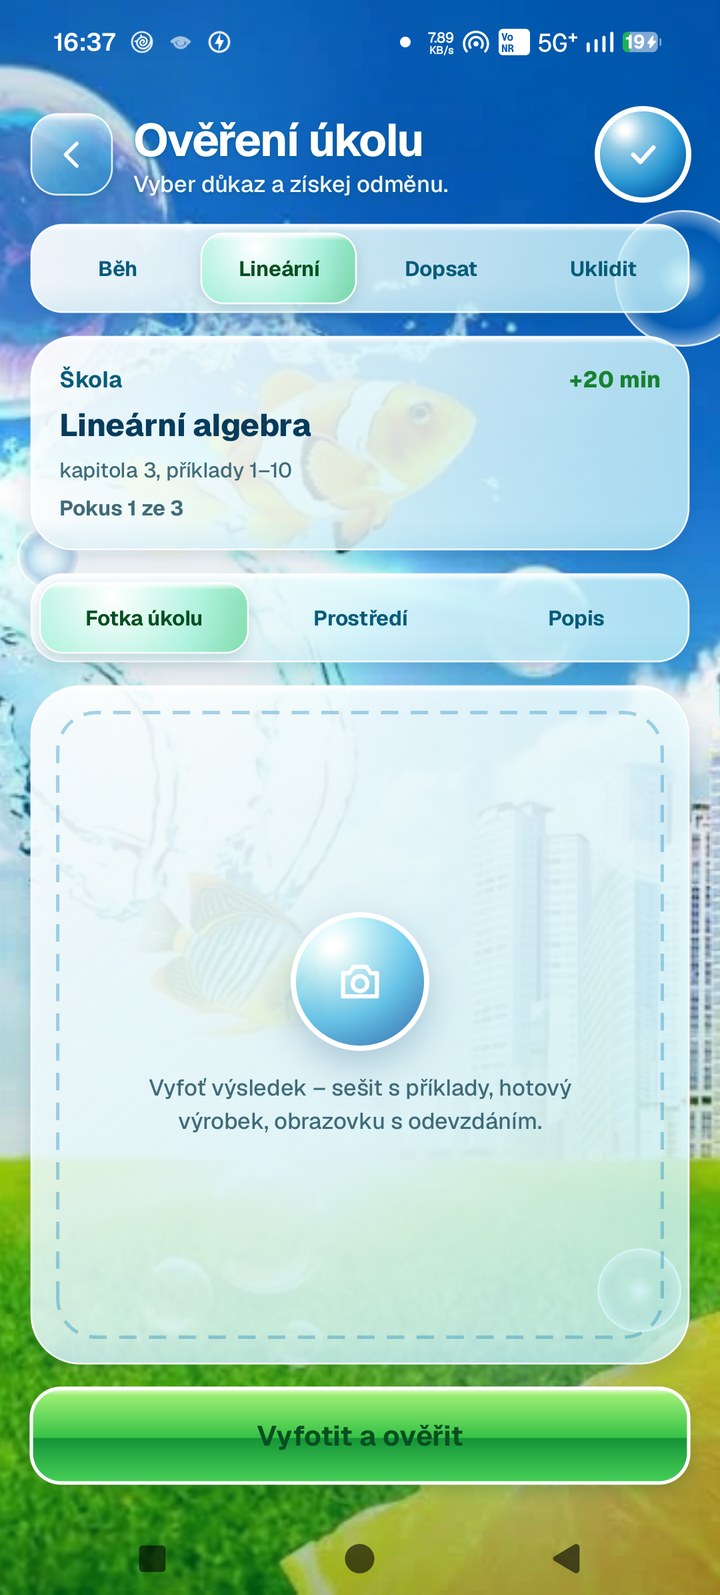 16:37
7.89 KB/s
Vo NR
5G+
19
Ověření úkolu
Vyber důkaz a získej odměnu.
Běh Lineární Dopsat Uklidit
Škola +20 min
Lineární algebra
kapitola 3, příklady 1–10
Pokus 1 ze 3
Fotka úkolu Prostředí Popis
Vyfoť výsledek – sešit s příklady, hotový
výrobek, obrazovku s odevzdáním.
Vyfotit a ověřit